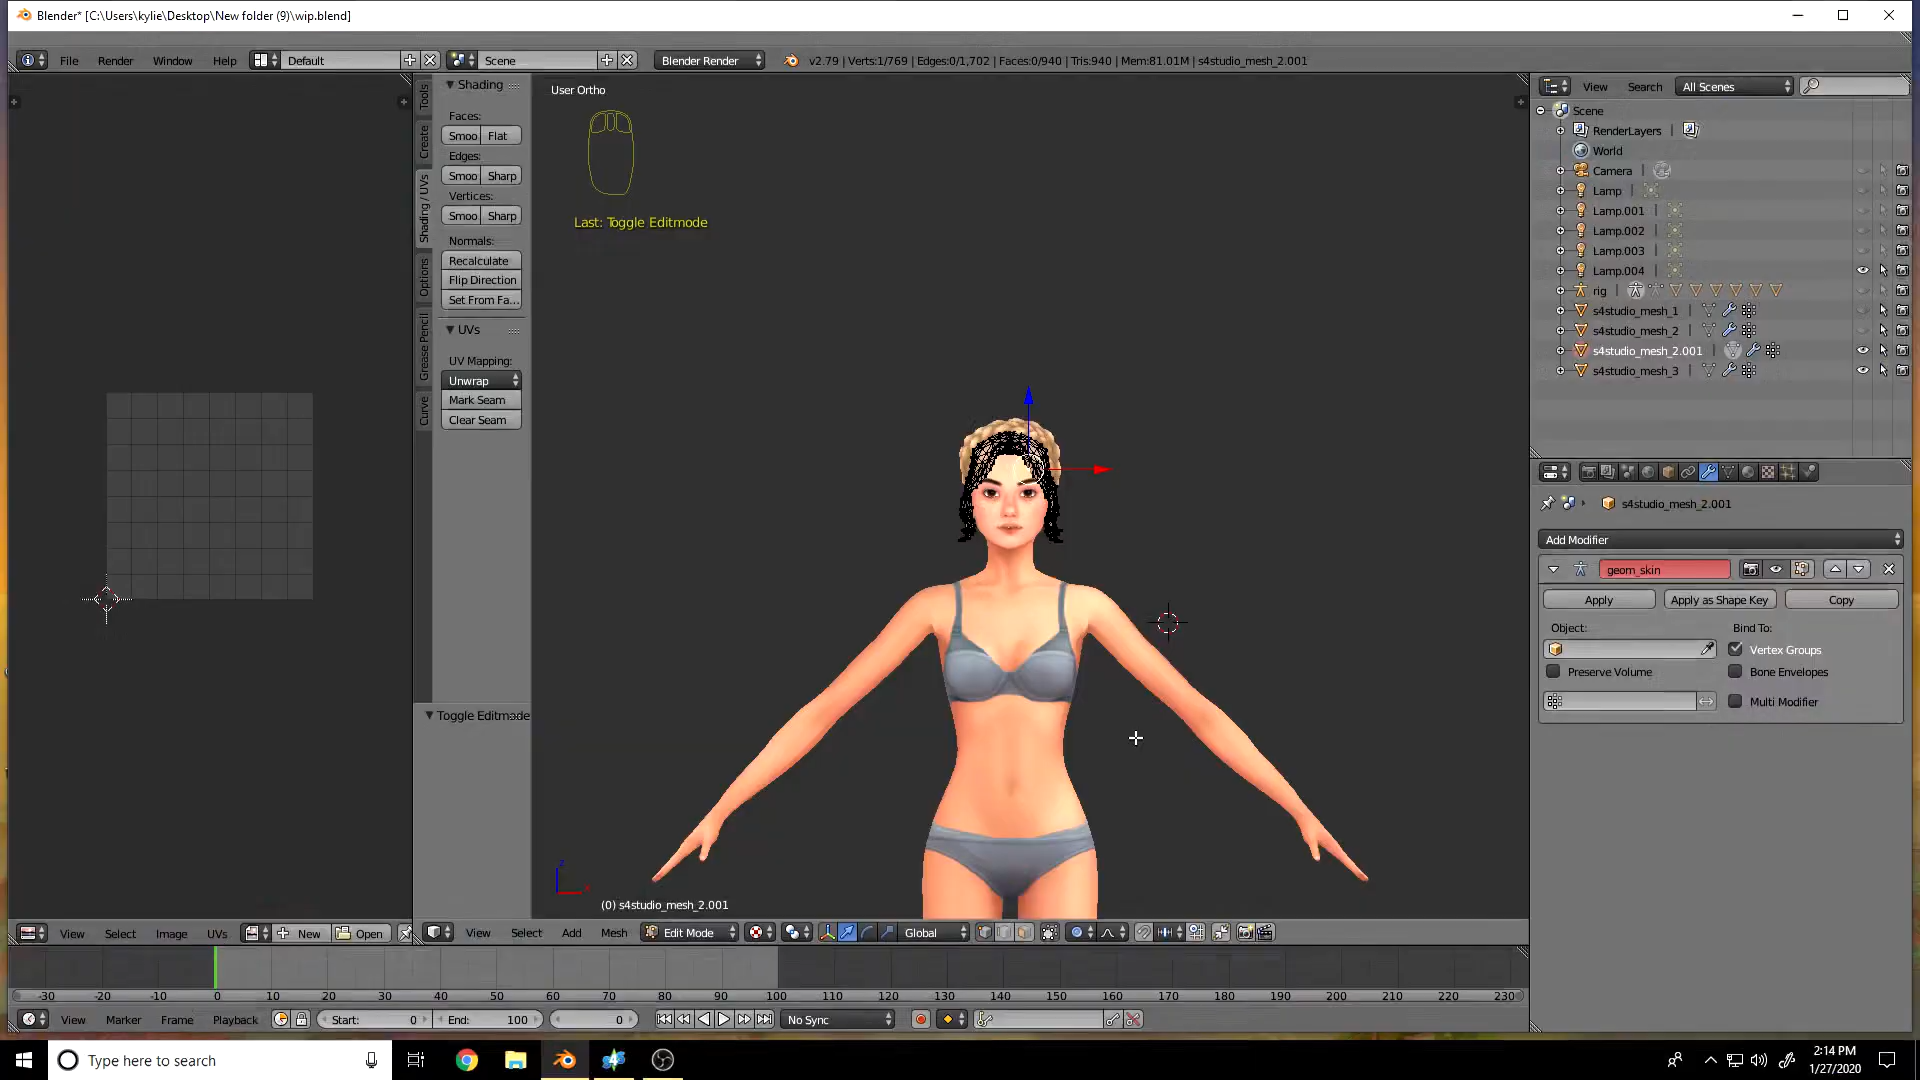 Blender* [C:\Users\kylie\Desktop\New folder (9)\wip.blend]
File Render Window Help Default Scene Blender Render v2.79 | Verts:1/769 | Edges:0/1,702 | Faces:0/940 | Tris:940 | Mem:81.01M | s4studio_mesh_2.001
Tools
Create
Shading / UVs
Options
Grease Pencil
Curve
Shading
Faces:
Smoo Flat
Edges:
Smoo Sharp
Vertices:
Smoo Sharp
Normals:
Recalculate
Flip Direction
Set From Fa...
UVs
UV Mapping:
Unwrap
Mark Seam
Clear Seam
Toggle Editmode
User Ortho
Last: Toggle Editmode
z
x
(0) s4studio_mesh_2.001
View Search All Scenes
Scene
RenderLayers
World
Camera
Lamp
Lamp.001
Lamp.002
Lamp.003
Lamp.004
rig
s4studio_mesh_1
s4studio_mesh_2
s4studio_mesh_2.001
s4studio_mesh_3
s4studio_mesh_2.001
Add Modifier
geom_skin
Apply Apply as Shape Key Copy
Object: Bind To:
Vertex Groups
Preserve Volume Bone Envelopes
Multi Modifier
View Select Image UVs New Open
View Select Add Mesh Edit Mode Global
-30 -20 -10 0 10 20 30 40 50 60 70 80 90 100 110 120 130 140 150 160 170 180 190 200 210 220 230
View Marker Frame Playback Start: 0 End: 100 0 No Sync
Type here to search
2:14 PM
1/27/2020